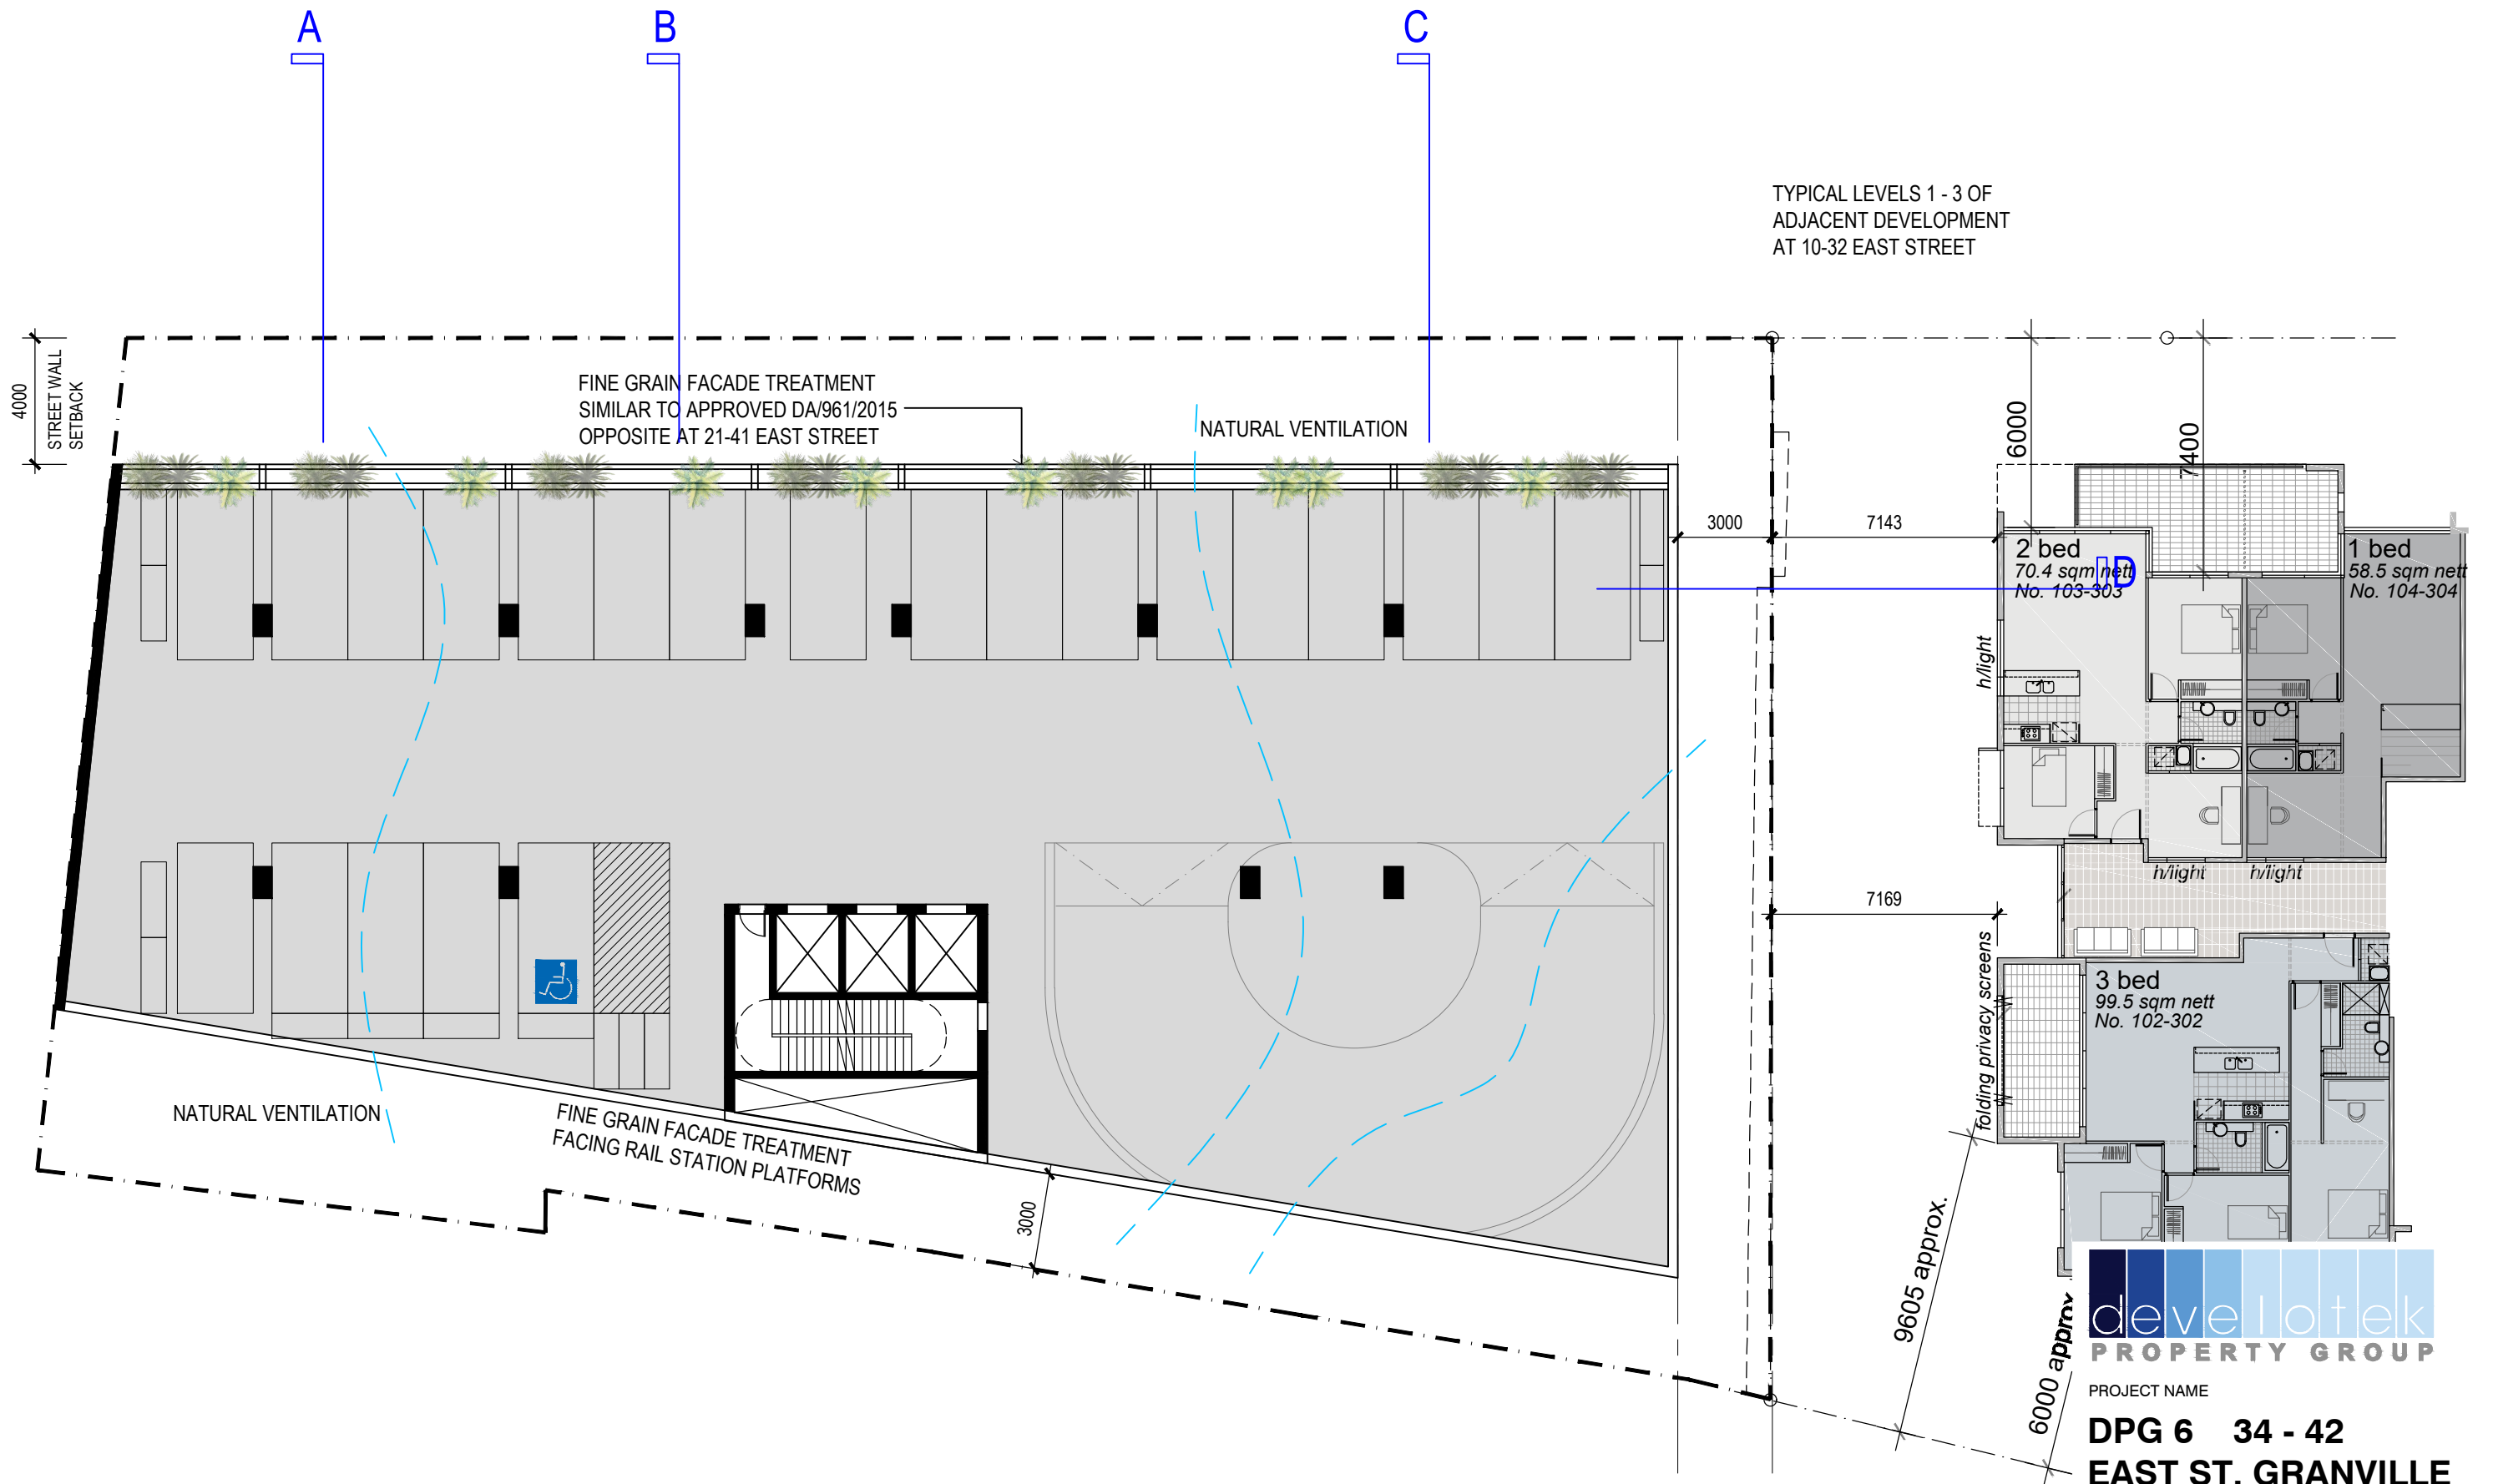 A
B
C
TYPICAL LEVELS 1 - 3 OF
ADJACENT DEVELOPMENT
AT 10-32 EAST STREET
4000
STREET WALL
SETBACK
FINE GRAIN FACADE TREATMENT
SIMILAR TO APPROVED DA/961/2015
OPPOSITE AT 21-41 EAST STREET
NATURAL VENTILATION
6000
7400
3000
7143
2 bed
70.4 sqm nett
No. 103-303
D
1 bed
58.5 sqm nett
No. 104-304
h/light
h/light
h/light
7169
folding privacy screens
3 bed
99.5 sqm nett
No. 102-302
NATURAL VENTILATION
FINE GRAIN FACADE TREATMENT
FACING RAIL STATION PLATFORMS
3000
9605 approx.
6000 approx
develotek
PROPERTY GROUP
PROJECT NAME
DPG 6 34 - 42
EAST ST, GRANVILLE